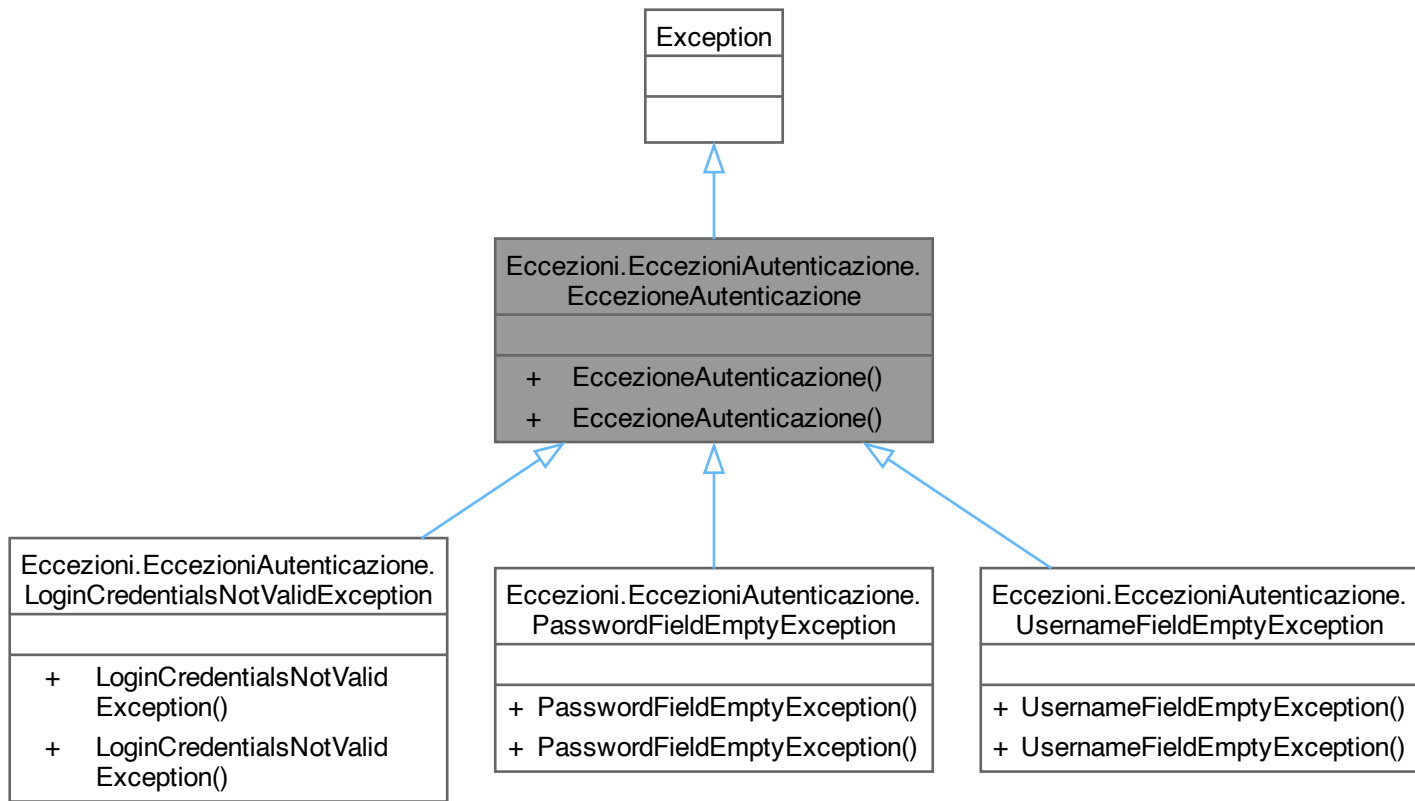 Exception
Eccezioni.EccezioniAutenticazione.
EccezioneAutenticazione
+ EccezioneAutenticazione()
+ EccezioneAutenticazione()
Eccezioni.EccezioniAutenticazione.
LoginCredentialsNotValidException
+ LoginCredentialsNotValid
Exception()
+ LoginCredentialsNotValid
Exception()
Eccezioni.EccezioniAutenticazione.
PasswordFieldEmptyException
+ PasswordFieldEmptyException()
+ PasswordFieldEmptyException()
Eccezioni.EccezioniAutenticazione.
UsernameFieldEmptyException
+ UsernameFieldEmptyException()
+ UsernameFieldEmptyException()